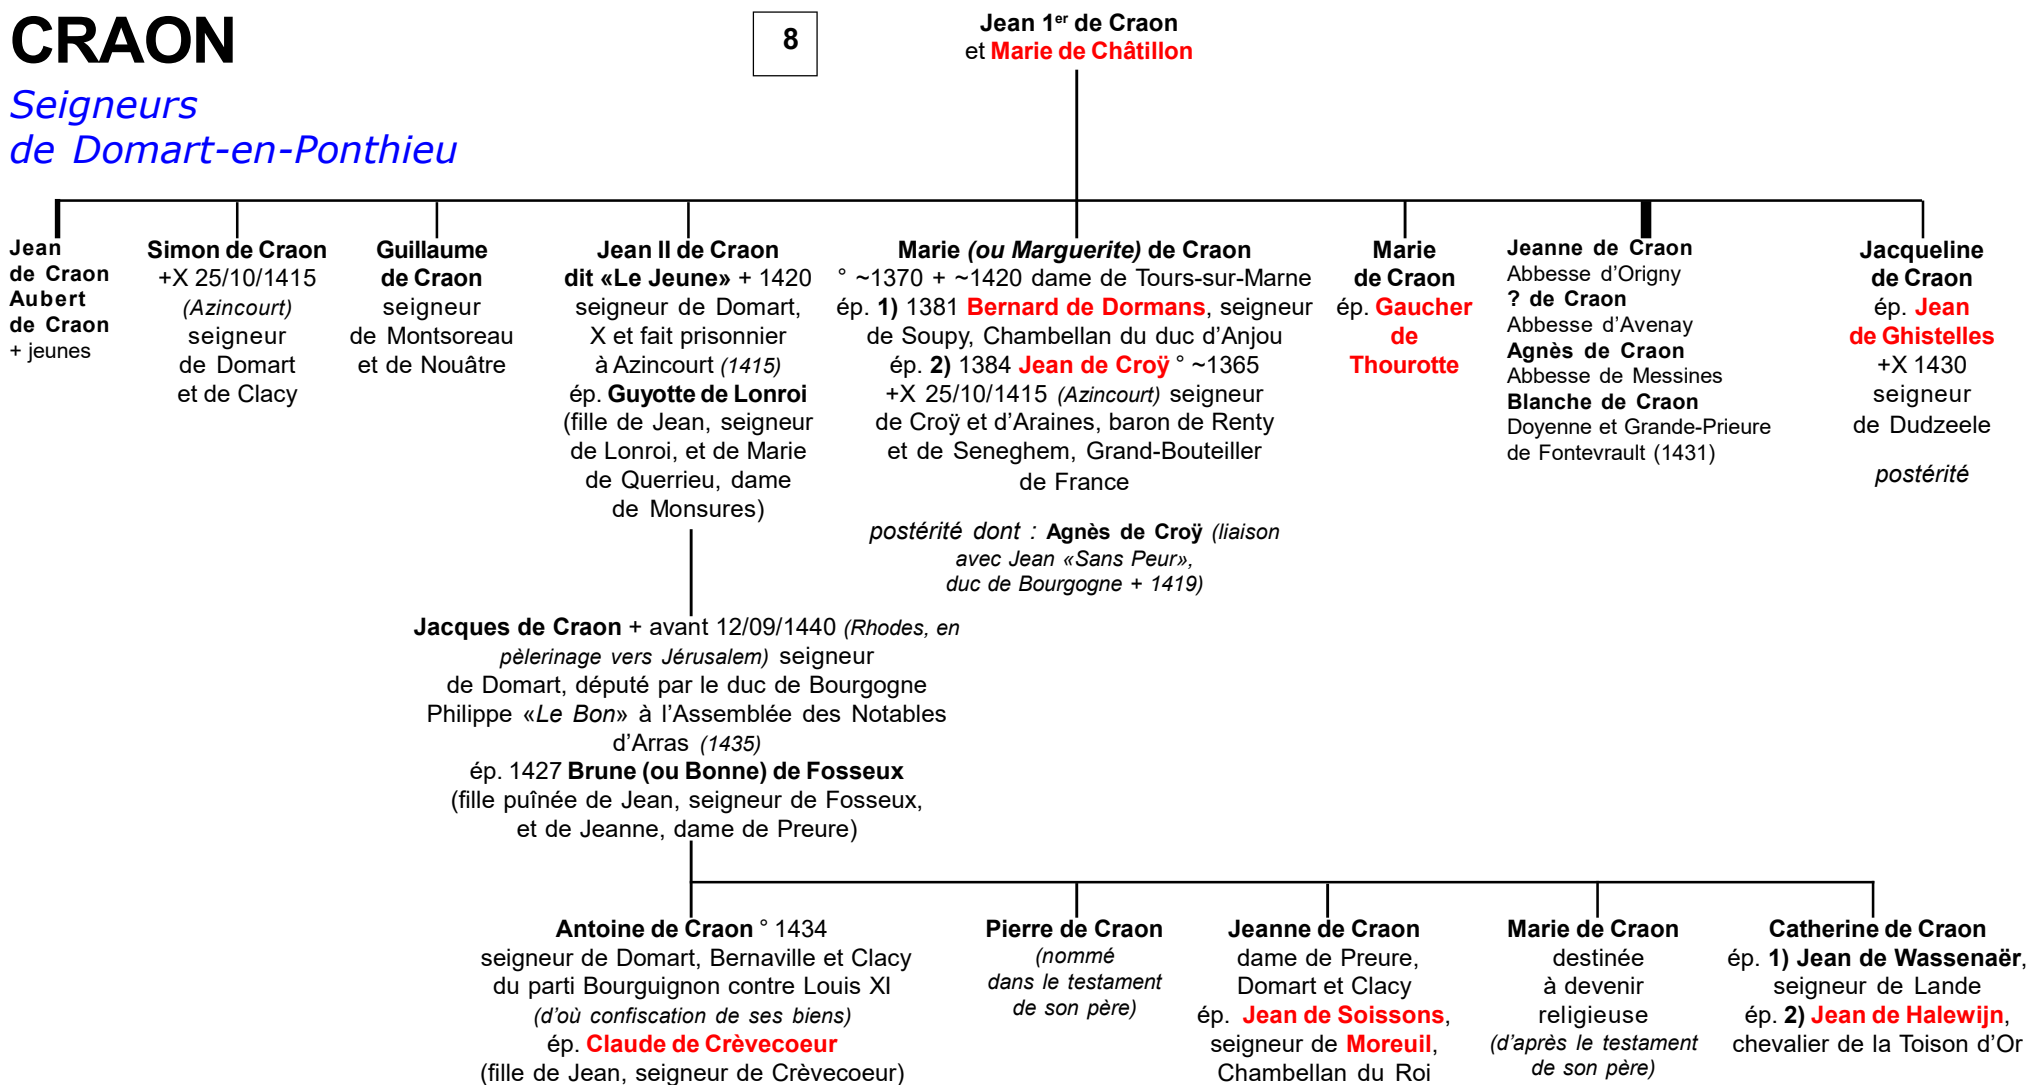 CRAON
Seigneurs
de Domart-en-Ponthieu
8
Jean 1er de Craon
et Marie de Châtillon
Jean
de Craon
Aubert
de Craon
+ jeunes
Simon de Craon
+X 25/10/1415
(Azincourt)
seigneur
de Domart
et de Clacy
Guillaume
de Craon
seigneur
de Montsoreau
et de Nouâtre
Jean II de Craon
dit «Le Jeune» + 1420
seigneur de Domart,
X et fait prisonnier
à Azincourt (1415)
ép. Guyotte de Lonroi
(fille de Jean, seigneur
de Lonroi, et de Marie
de Querrieu, dame
de Monsures)
Marie (ou Marguerite) de Craon
° ~1370 + ~1420 dame de Tours-sur-Marne
ép. 1) 1381 Bernard de Dormans, seigneur
de Soupy, Chambellan du duc d'Anjou
ép. 2) 1384 Jean de Croÿ ° ~1365
+X 25/10/1415 (Azincourt) seigneur
de Croÿ et d'Araines, baron de Renty
et de Seneghem, Grand-Bouteiller
de France
postérité dont : Agnès de Croÿ (liaison
avec Jean «Sans Peur»,
duc de Bourgogne + 1419)
Marie
de Craon
ép. Gaucher
de
Thourotte
Jeanne de Craon
Abbesse d'Origny
? de Craon
Abbesse d'Avenay
Agnès de Craon
Abbesse de Messines
Blanche de Craon
Doyenne et Grande-Prieure
de Fontevrault (1431)
Jacqueline
de Craon
ép. Jean
de Ghistelles
+X 1430
seigneur
de Dudzeele
postérité
Jacques de Craon + avant 12/09/1440 (Rhodes, en
pèlerinage vers Jérusalem) seigneur
de Domart, député par le duc de Bourgogne
Philippe «Le Bon» à l'Assemblée des Notables
d'Arras (1435)
ép. 1427 Brune (ou Bonne) de Fosseux
(fille puînée de Jean, seigneur de Fosseux,
et de Jeanne, dame de Preure)
Antoine de Craon ° 1434
seigneur de Domart, Bernaville et Clacy
du parti Bourguignon contre Louis XI
(d'où confiscation de ses biens)
ép. Claude de Crèvecoeur
(fille de Jean, seigneur de Crèvecoeur)
Pierre de Craon
(nommé
dans le testament
de son père)
Jeanne de Craon
dame de Preure,
Domart et Clacy
ép. Jean de Soissons,
seigneur de Moreuil,
Chambellan du Roi
Marie de Craon
destinée
à devenir
religieuse
(d'après le testament
de son père)
Catherine de Craon
ép. 1) Jean de Wassenaër,
seigneur de Lande
ép. 2) Jean de Halewijn,
chevalier de la Toison d'Or